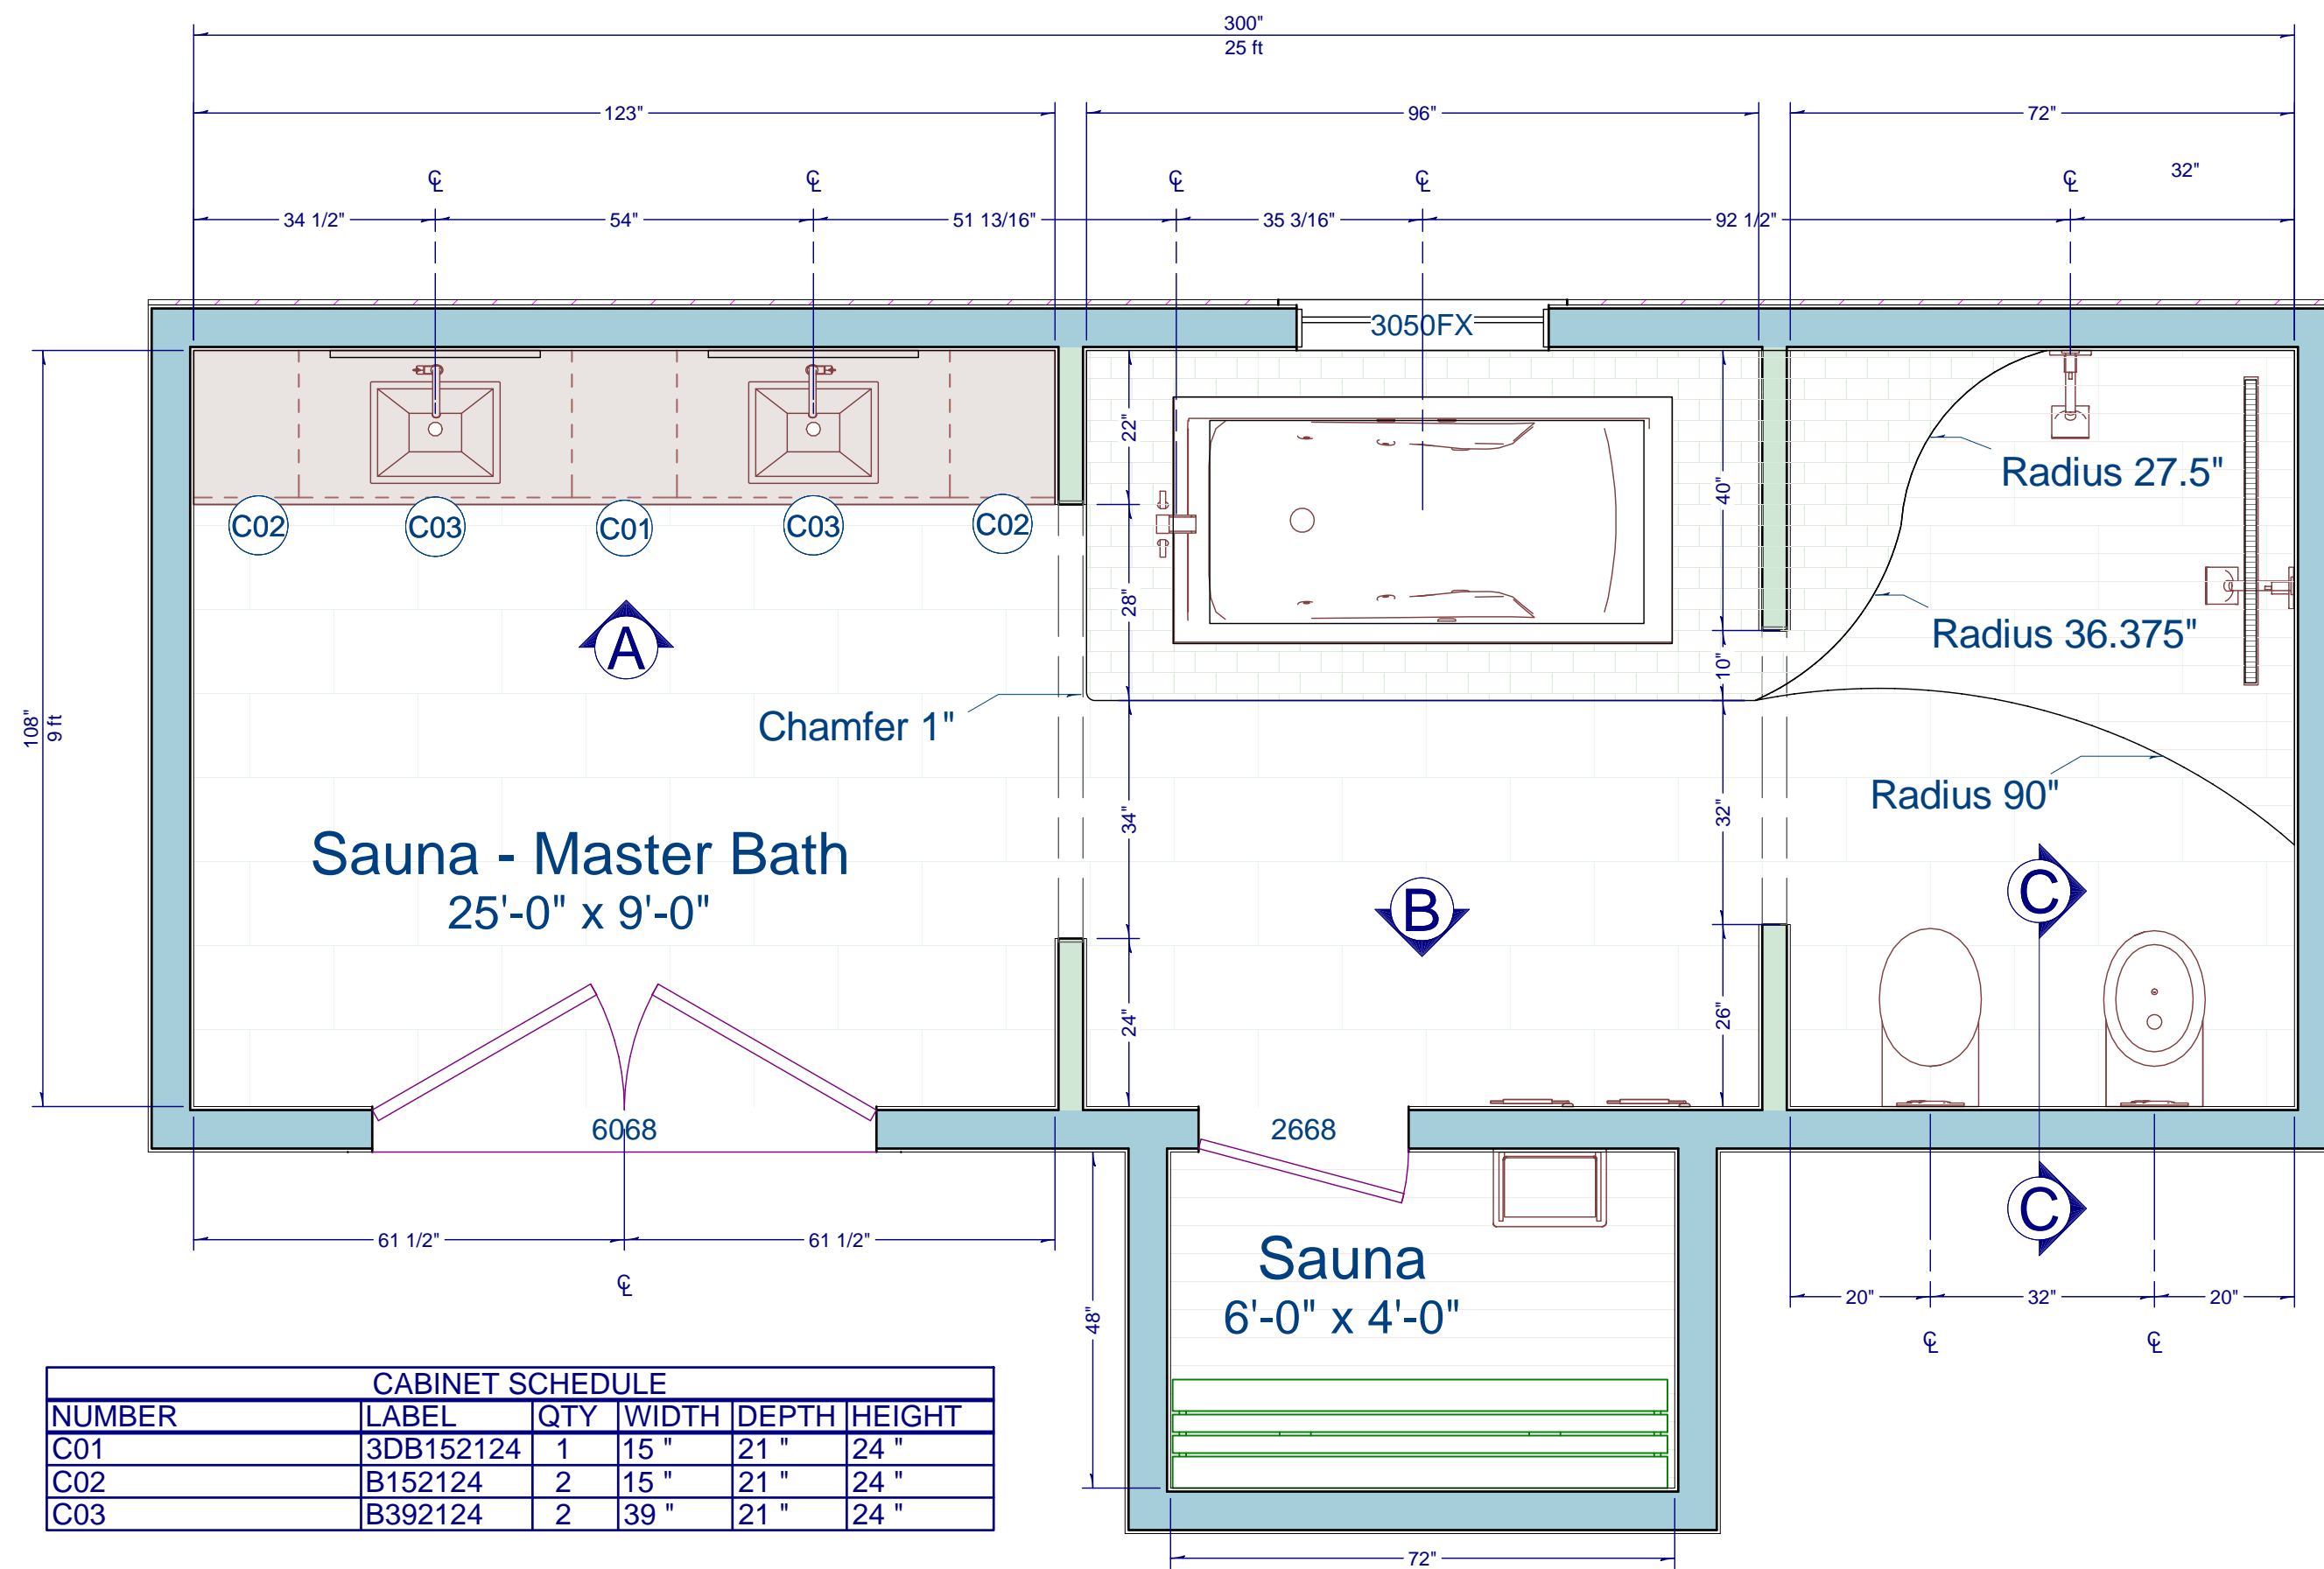 300"
25 ft
123"
96"
72"
℄
℄
℄
℄
℄
32"
34 1/2"
54"
51 13/16"
35 3/16"
92 1/2"
3050FX
22"
40"
Radius 27.5"
C02
C03
C01
C03
C02
28"
A
Radius 36.375"
10"
Chamfer 1"
108"
9 ft
Radius 90"
34"
32"
Sauna - Master Bath
25'-0" x 9'-0"
B
C
24"
26"
6068
2668
C
61 1/2"
61 1/2"
℄
Sauna
6'-0" x 4'-0"
48"
20"
32"
20"
℄
℄
CABINET SCHEDULE
NUMBER LABEL QTY WIDTH DEPTH HEIGHT
C01 3DB152124 1 15 " 21 " 24 "
C02 B152124 2 15 " 21 " 24 "
C03 B392124 2 39 " 21 " 24 "
72"